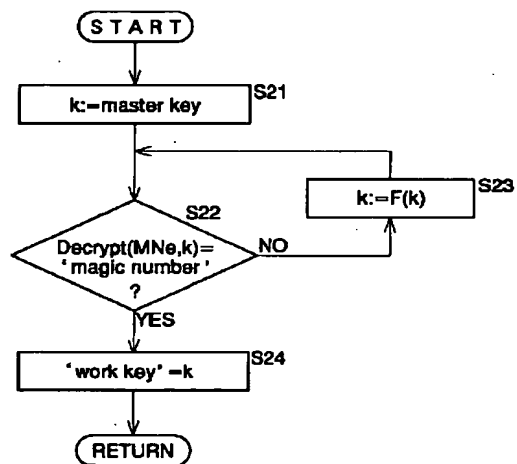 START
S21
k:=master key
S23
k:=F(k)
S22
Decrypt(MNe,k)=
'magic number'
?
NO
YES
S24
'work key'=k
RETURN